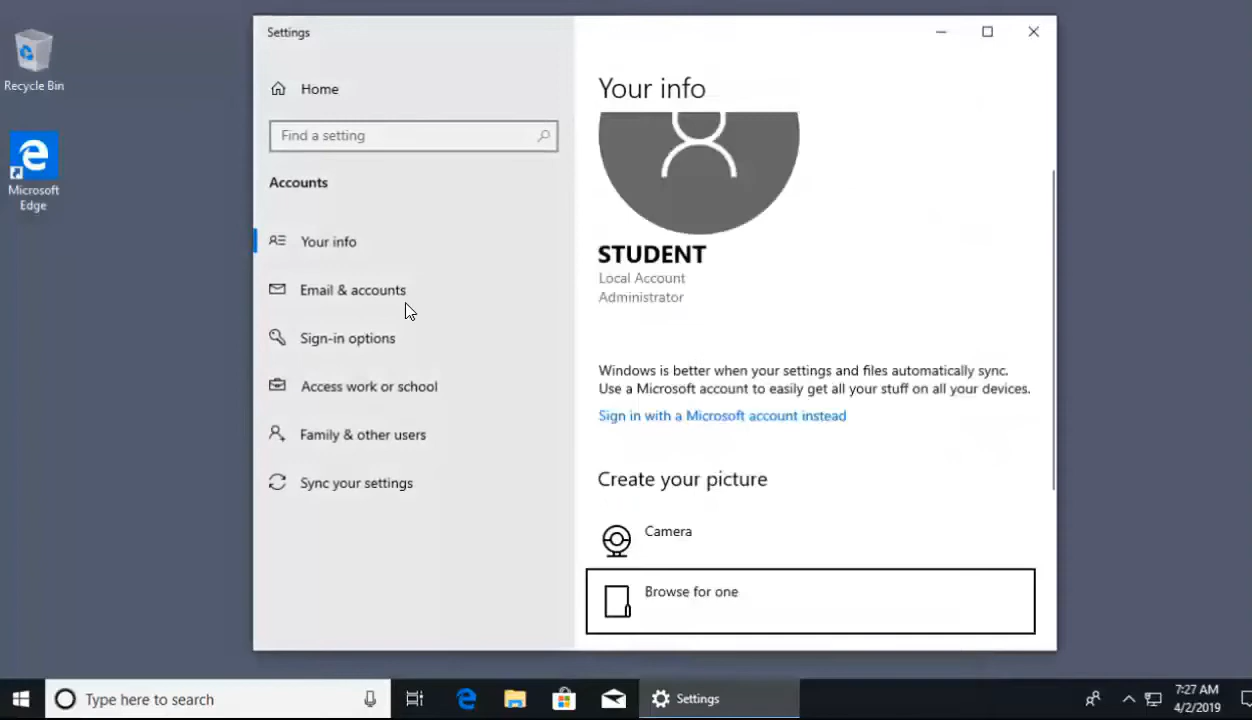 Recycle Bin
Microsoft
Edge
Settings
Home
Find a setting
Accounts
Your info
Email & accounts
Sign-in options
Access work or school
Family & other users
Sync your settings
Your info
STUDENT
Local Account
Administrator
Windows is better when your settings and files automatically sync.
Use a Microsoft account to easily get all your stuff on all your devices.
Sign in with a Microsoft account instead
Create your picture
Camera
Browse for one
Type here to search
Settings
7:27 AM
4/2/2019